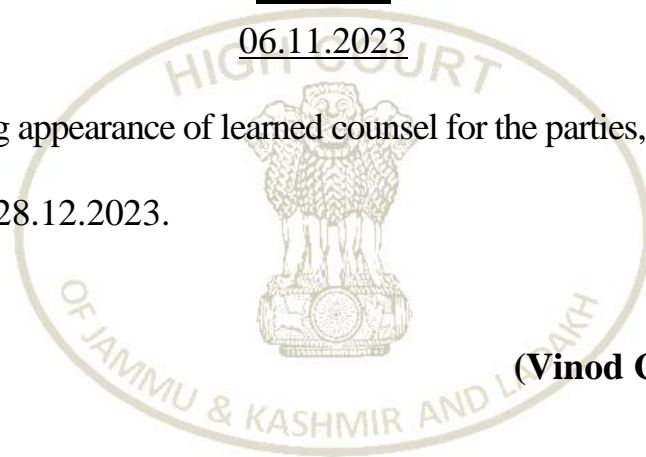 06.11.2023
g appearance of learned counsel for the parties,
28.12.2023.
(Vinod C
HIGH COURT
OF JAMMU & KASHMIR AND LADAKH